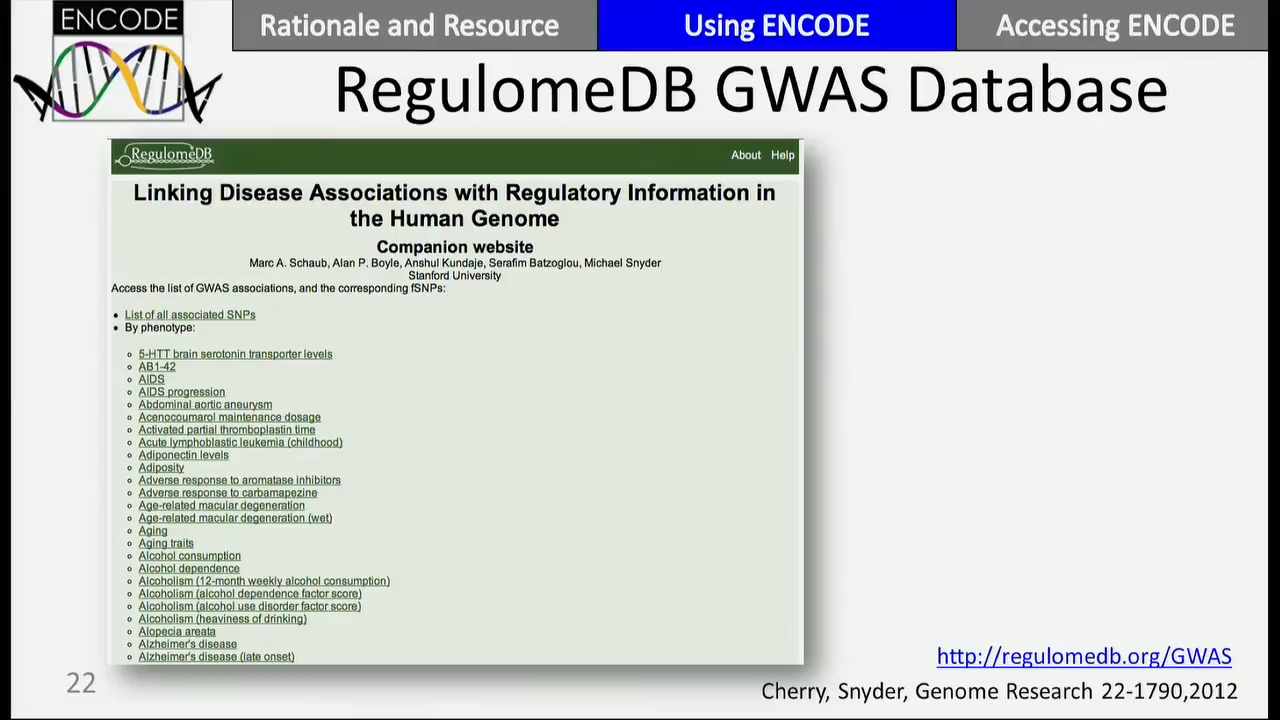 ENCODE
Rationale and Resource
Using ENCODE
Accessing ENCODE
RegulomeDB GWAS Database
RegulomeDB
About Help
Linking Disease Associations with Regulatory Information in
the Human Genome
Companion website
Marc A. Schaub, Alan P. Boyle, Anshul Kundaje, Serafim Batzoglou, Michael Snyder
Stanford University
Access the list of GWAS associations, and the corresponding fSNPs:
List of all associated SNPs
By phenotype:
5-HTT brain serotonin transporter levels
AB1-42
AIDS
AIDS progression
Abdominal aortic aneurysm
Acenocoumarol maintenance dosage
Activated partial thromboplastin time
Acute lymphoblastic leukemia (childhood)
Adiponectin levels
Adiposity
Adverse response to aromatase inhibitors
Adverse response to carbamapezine
Age-related macular degeneration
Age-related macular degeneration (wet)
Aging
Aging traits
Alcohol consumption
Alcohol dependence
Alcoholism (12-month weekly alcohol consumption)
Alcoholism (alcohol dependence factor score)
Alcoholism (alcohol use disorder factor score)
Alcoholism (heaviness of drinking)
Alopecia areata
Alzheimer's disease
Alzheimer's disease (late onset)
http://regulomedb.org/GWAS
22
Cherry, Snyder, Genome Research 22-1790,2012